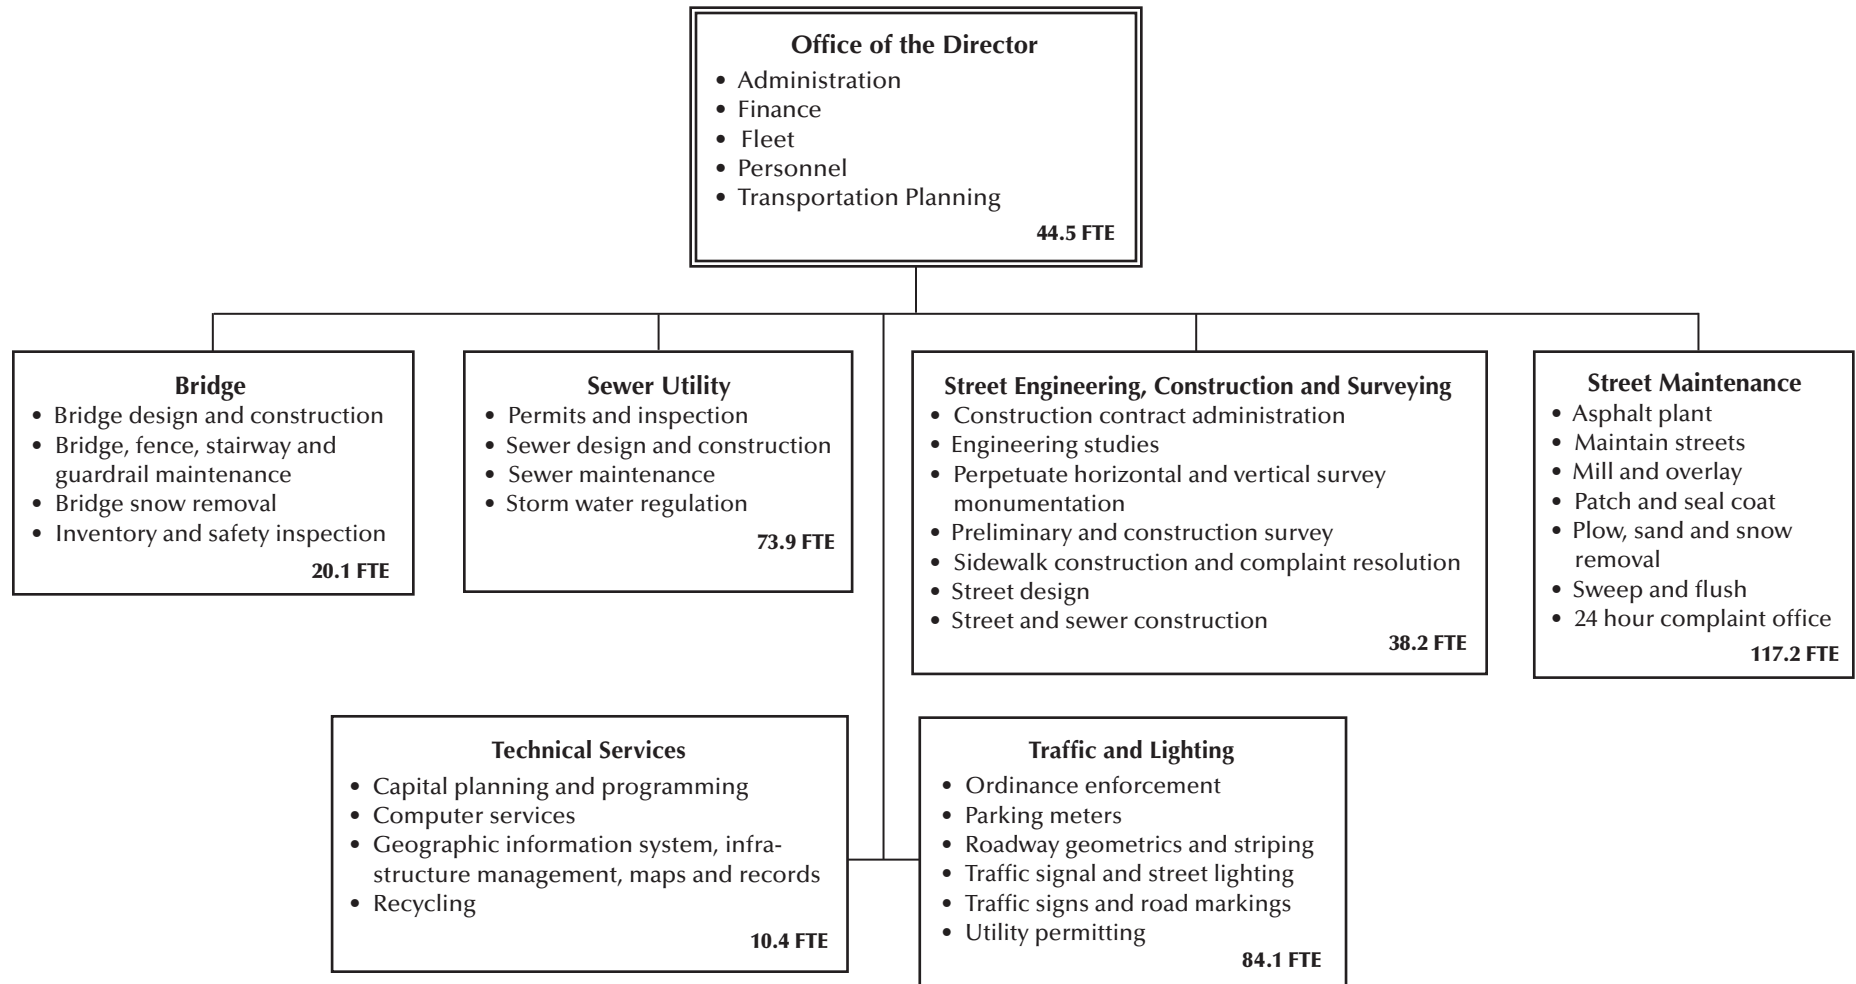 Office of the Director
• Administration
• Finance
• Fleet
• Personnel
• Transportation Planning
44.5 FTE
Bridge
• Bridge design and construction
• Bridge, fence, stairway and
guardrail maintenance
• Bridge snow removal
• Inventory and safety inspection
20.1 FTE
Sewer Utility
• Permits and inspection
• Sewer design and construction
• Sewer maintenance
• Storm water regulation
73.9 FTE
Street Engineering, Construction and Surveying
• Construction contract administration
• Engineering studies
• Perpetuate horizontal and vertical survey
monumentation
• Preliminary and construction survey
• Sidewalk construction and complaint resolution
• Street design
• Street and sewer construction
38.2 FTE
Street Maintenance
• Asphalt plant
• Maintain streets
• Mill and overlay
• Patch and seal coat
• Plow, sand and snow
removal
• Sweep and flush
• 24 hour complaint office
117.2 FTE
Technical Services
• Capital planning and programming
• Computer services
• Geographic information system, infra-
structure management, maps and records
• Recycling
10.4 FTE
Traffic and Lighting
• Ordinance enforcement
• Parking meters
• Roadway geometrics and striping
• Traffic signal and street lighting
• Traffic signs and road markings
• Utility permitting
84.1 FTE